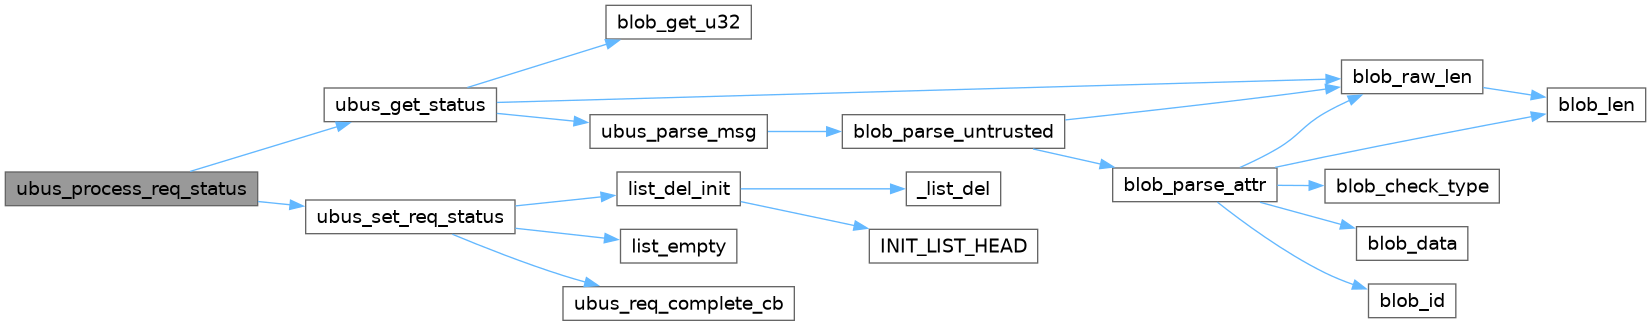 ubus_process_req_status
ubus_get_status
blob_get_u32
blob_raw_len
blob_len
ubus_parse_msg
blob_parse_untrusted
blob_parse_attr
blob_check_type
blob_data
blob_id
ubus_set_req_status
list_del_init
_list_del
INIT_LIST_HEAD
list_empty
ubus_req_complete_cb